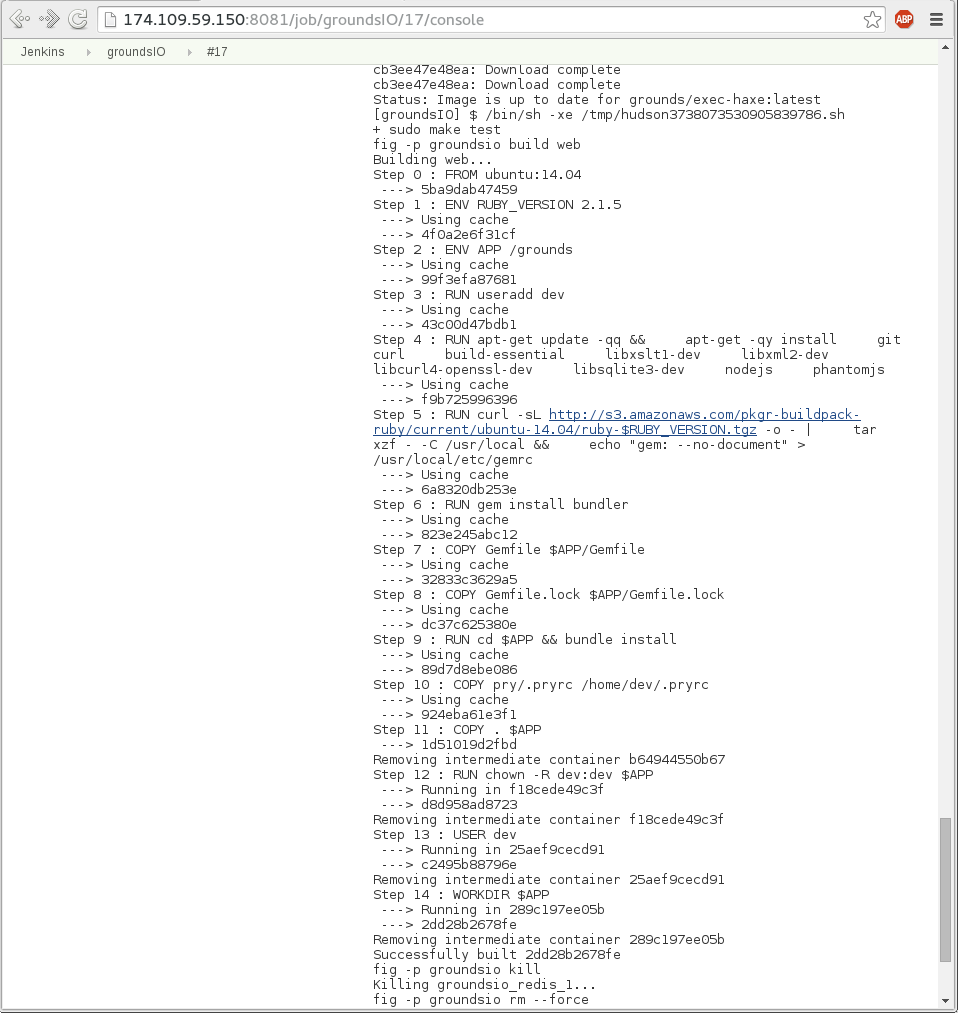 174.109.59.150:8081/job/groundsIO/17/console
ABP
Jenkins groundsIO #17
cb3ee47e48ea: Download complete
cb3ee47e48ea: Download complete
Status: Image is up to date for grounds/exec-haxe:latest
[groundsIO] $ /bin/sh -xe /tmp/hudson3738073530905839786.sh
+ sudo make test
fig -p groundsio build web
Building web...
Step 0 : FROM ubuntu:14.04
---> 5ba9dab47459
Step 1 : ENV RUBY_VERSION 2.1.5
---> Using cache
---> 4f0a2e6f31cf
Step 2 : ENV APP /grounds
---> Using cache
---> 99f3efa87681
Step 3 : RUN useradd dev
---> Using cache
---> 43c00d47bdb1
Step 4 : RUN apt-get update -qq && apt-get -qy install git
curl build-essential libxslt1-dev libxml2-dev
libcurl4-openssl-dev libsqlite3-dev nodejs phantomjs
---> Using cache
---> f9b725996396
Step 5 : RUN curl -sL http://s3.amazonaws.com/pkgr-buildpack-
ruby/current/ubuntu-14.04/ruby-$RUBY_VERSION.tgz -o - | tar
xzf - -C /usr/local && echo "gem: --no-document" >
/usr/local/etc/gemrc
---> Using cache
---> 6a8320db253e
Step 6 : RUN gem install bundler
---> Using cache
---> 823e245abc12
Step 7 : COPY Gemfile $APP/Gemfile
---> Using cache
---> 32833c3629a5
Step 8 : COPY Gemfile.lock $APP/Gemfile.lock
---> Using cache
---> dc37c625380e
Step 9 : RUN cd $APP && bundle install
---> Using cache
---> 89d7d8ebe086
Step 10 : COPY pry/.pryrc /home/dev/.pryrc
---> Using cache
---> 924eba61e3f1
Step 11 : COPY . $APP
---> 1d51019d2fbd
Removing intermediate container b64944550b67
Step 12 : RUN chown -R dev:dev $APP
---> Running in f18cede49c3f
---> d8d958ad8723
Removing intermediate container f18cede49c3f
Step 13 : USER dev
---> Running in 25aef9cecd91
---> c2495b88796e
Removing intermediate container 25aef9cecd91
Step 14 : WORKDIR $APP
---> Running in 289c197ee05b
---> 2dd28b2678fe
Removing intermediate container 289c197ee05b
Successfully built 2dd28b2678fe
fig -p groundsio kill
Killing groundsio_redis_1...
fig -p groundsio rm --force